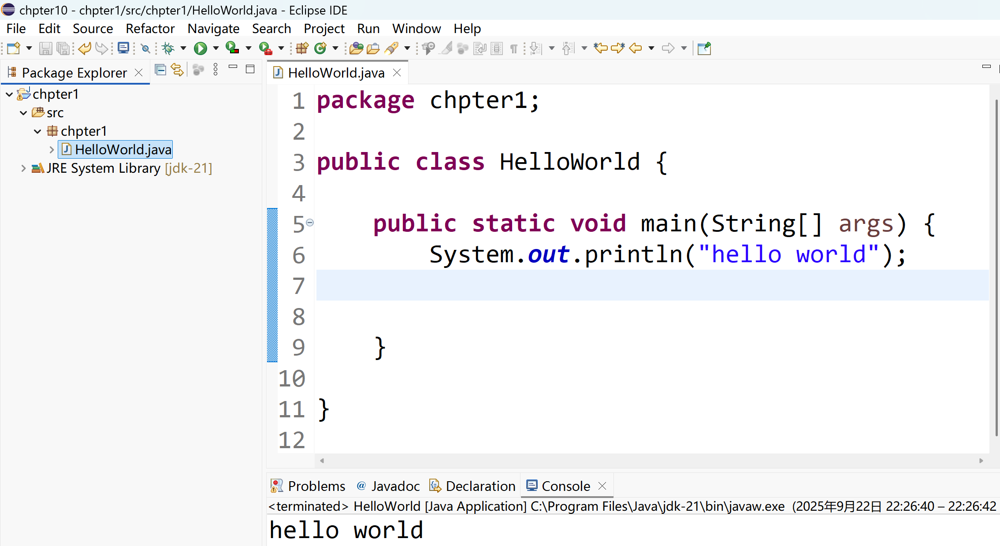 chpter10 - chpter1/src/chpter1/HelloWorld.java - Eclipse IDE
File Edit Source Refactor Navigate Search Project Run Window Help
Package Explorer
chpter1
src
chpter1
HelloWorld.java
JRE System Library [jdk-21]
HelloWorld.java
1 package chpter1;
2
3 public class HelloWorld {
4
5 public static void main(String[] args) {
6 System.out.println("hello world");
7
8
9 }
10
11 }
12
Problems @ Javadoc Declaration Console
<terminated> HelloWorld [Java Application] C:\Program Files\Java\jdk-21\bin\javaw.exe (2025年9月22日 22:26:40 – 22:26:42
hello world